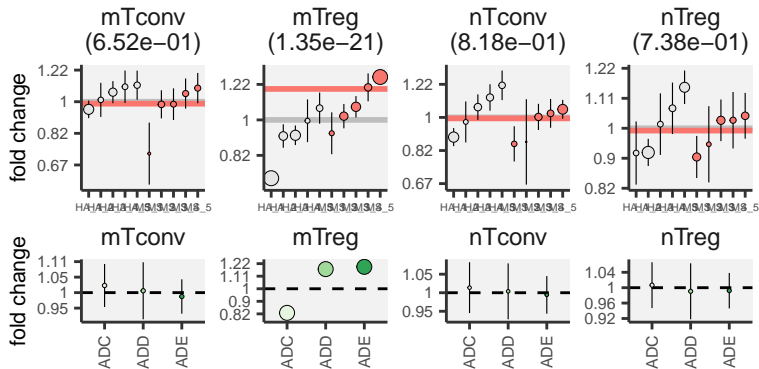 mTconv
(6.52e−01)
mTreg
(1.35e−21)
nTconv
(8.18e−01)
nTreg
(7.38e−01)
fold change
1.22
1
0.82
0.67
1.22
1
0.82
1.22
1
0.82
0.67
1.22
1.11
1
0.9
0.82
mTconv
mTreg
nTconv
nTreg
fold change
1.11
1.05
1
0.95
1.22
1.11
1
0.9
0.82
1.05
1
0.95
1.04
1
0.96
0.92
ADC
ADD
ADE
ADC
ADD
ADE
ADC
ADD
ADE
ADC
ADD
ADE